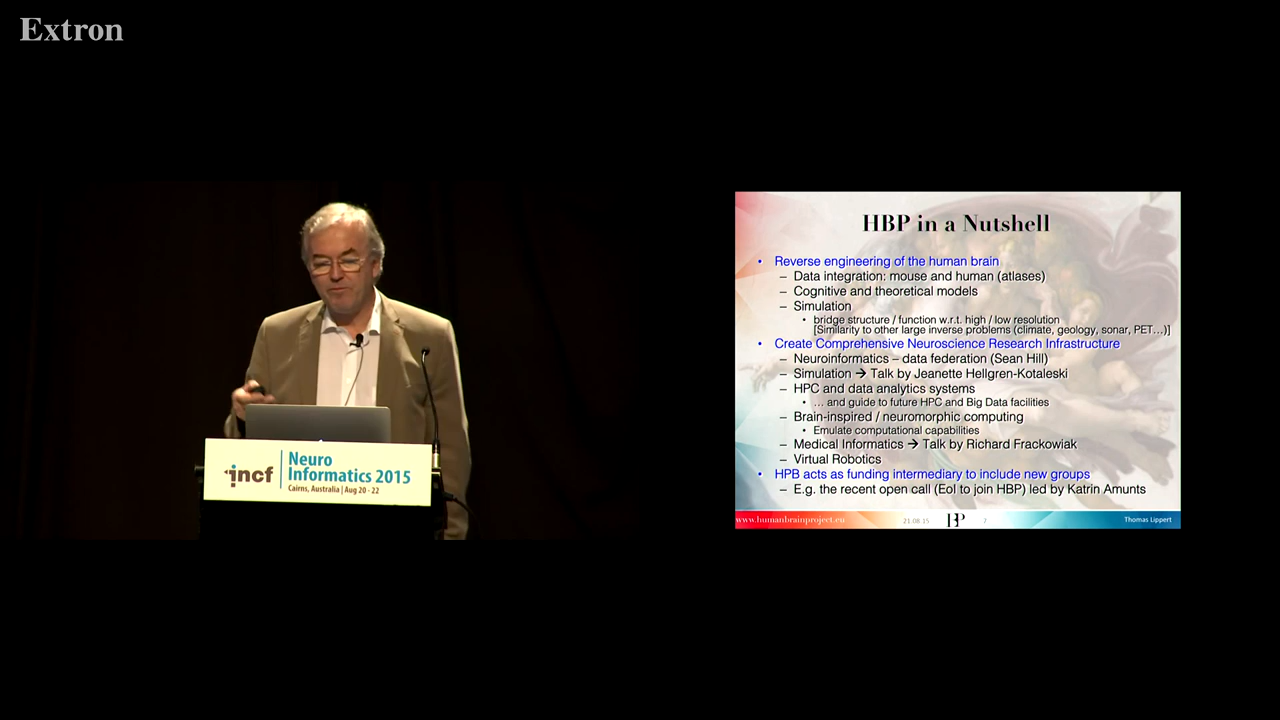 Extron
incf
Neuro
Informatics 2015
Cairns, Australia | Aug 20 - 22
HBP in a Nutshell
• Reverse engineering of the human brain
– Data integration: mouse and human (atlases)
– Cognitive and theoretical models
– Simulation
• bridge structure / function w.r.t. high / low resolution
[Similarity to other large inverse problems (climate, geology, sonar, PET…)]
• Create Comprehensive Neuroscience Research Infrastructure
– Neuroinformatics – data federation (Sean Hill)
– Simulation → Talk by Jeanette Hellgren-Kotaleski
– HPC and data analytics systems
• … and guide to future HPC and Big Data facilities
– Brain-inspired / neuromorphic computing
• Emulate computational capabilities
– Medical Informatics → Talk by Richard Frackowiak
– Virtual Robotics
• HPB acts as funding intermediary to include new groups
– E.g. the recent open call (EoI to join HBP) led by Katrin Amunts
www.humanbrainproject.eu 21.08.15 HBP 7 Thomas Lippert